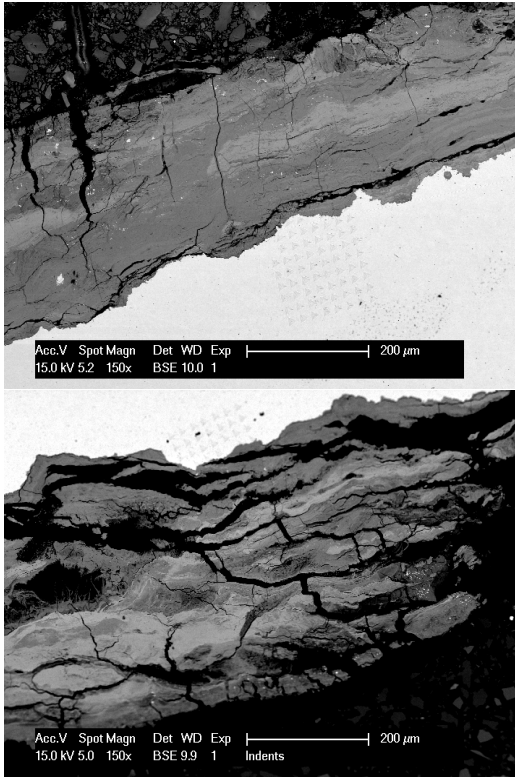 Acc.V Spot Magn Det WD Exp 200 µm
15.0 kV 5.2 150x BSE 10.0 1
Acc.V Spot Magn Det WD Exp 200 µm
15.0 kV 5.0 150x BSE 9.9 1 Indents